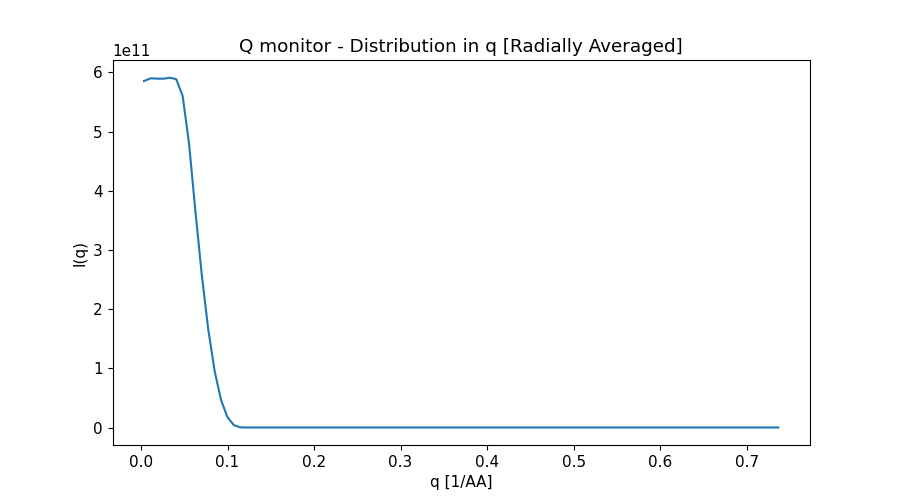 Q monitor - Distribution in q [Radially Averaged]
1e11
6
5
4
3
2
1
0
I(q)
0.0 0.1 0.2 0.3 0.4 0.5 0.6 0.7
q [1/AA]